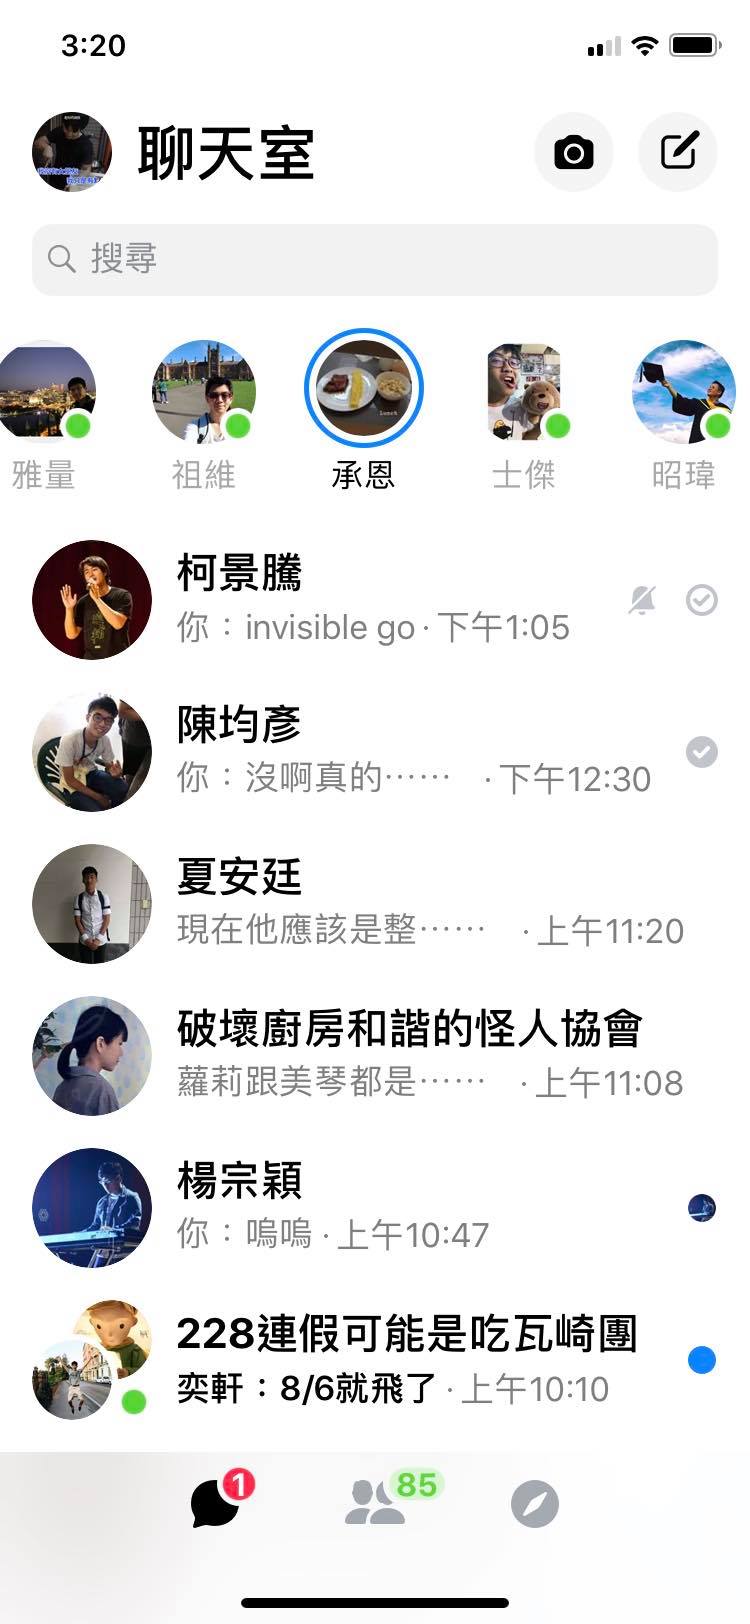 3:20
聊天室
搜尋
Lunch
雅量
祖維
承恩
士傑
昭瑋
柯景騰
你：invisible go · 下午1:05
陳均彥
你：沒啊真的⋯⋯ · 下午12:30
夏安廷
現在他應該是整⋯⋯ · 上午11:20
破壞廚房和諧的怪人協會
蘿莉跟美琴都是⋯⋯ · 上午11:08
楊宗穎
你：嗚嗚 · 上午10:47
228連假可能是吃瓦崎團
奕軒：8/6就飛了 · 上午10:10
1
85